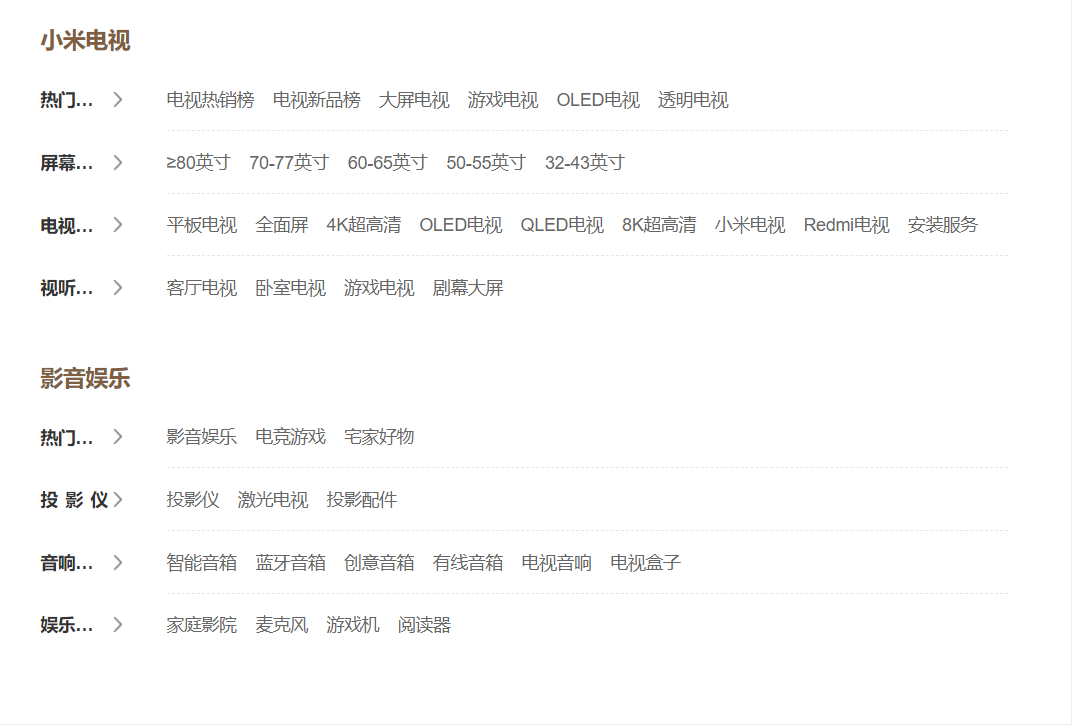 小米电视
热门... 电视热销榜 电视新品榜 大屏电视 游戏电视 OLED电视 透明电视
屏幕... ≥80英寸 70-77英寸 60-65英寸 50-55英寸 32-43英寸
电视... 平板电视 全面屏 4K超高清 OLED电视 QLED电视 8K超高清 小米电视 Redmi电视 安装服务
视听... 客厅电视 卧室电视 游戏电视 剧幕大屏
影音娱乐
热门... 影音娱乐 电竞游戏 宅家好物
投 影 仪 投影仪 激光电视 投影配件
音响... 智能音箱 蓝牙音箱 创意音箱 有线音箱 电视音响 电视盒子
娱乐... 家庭影院 麦克风 游戏机 阅读器